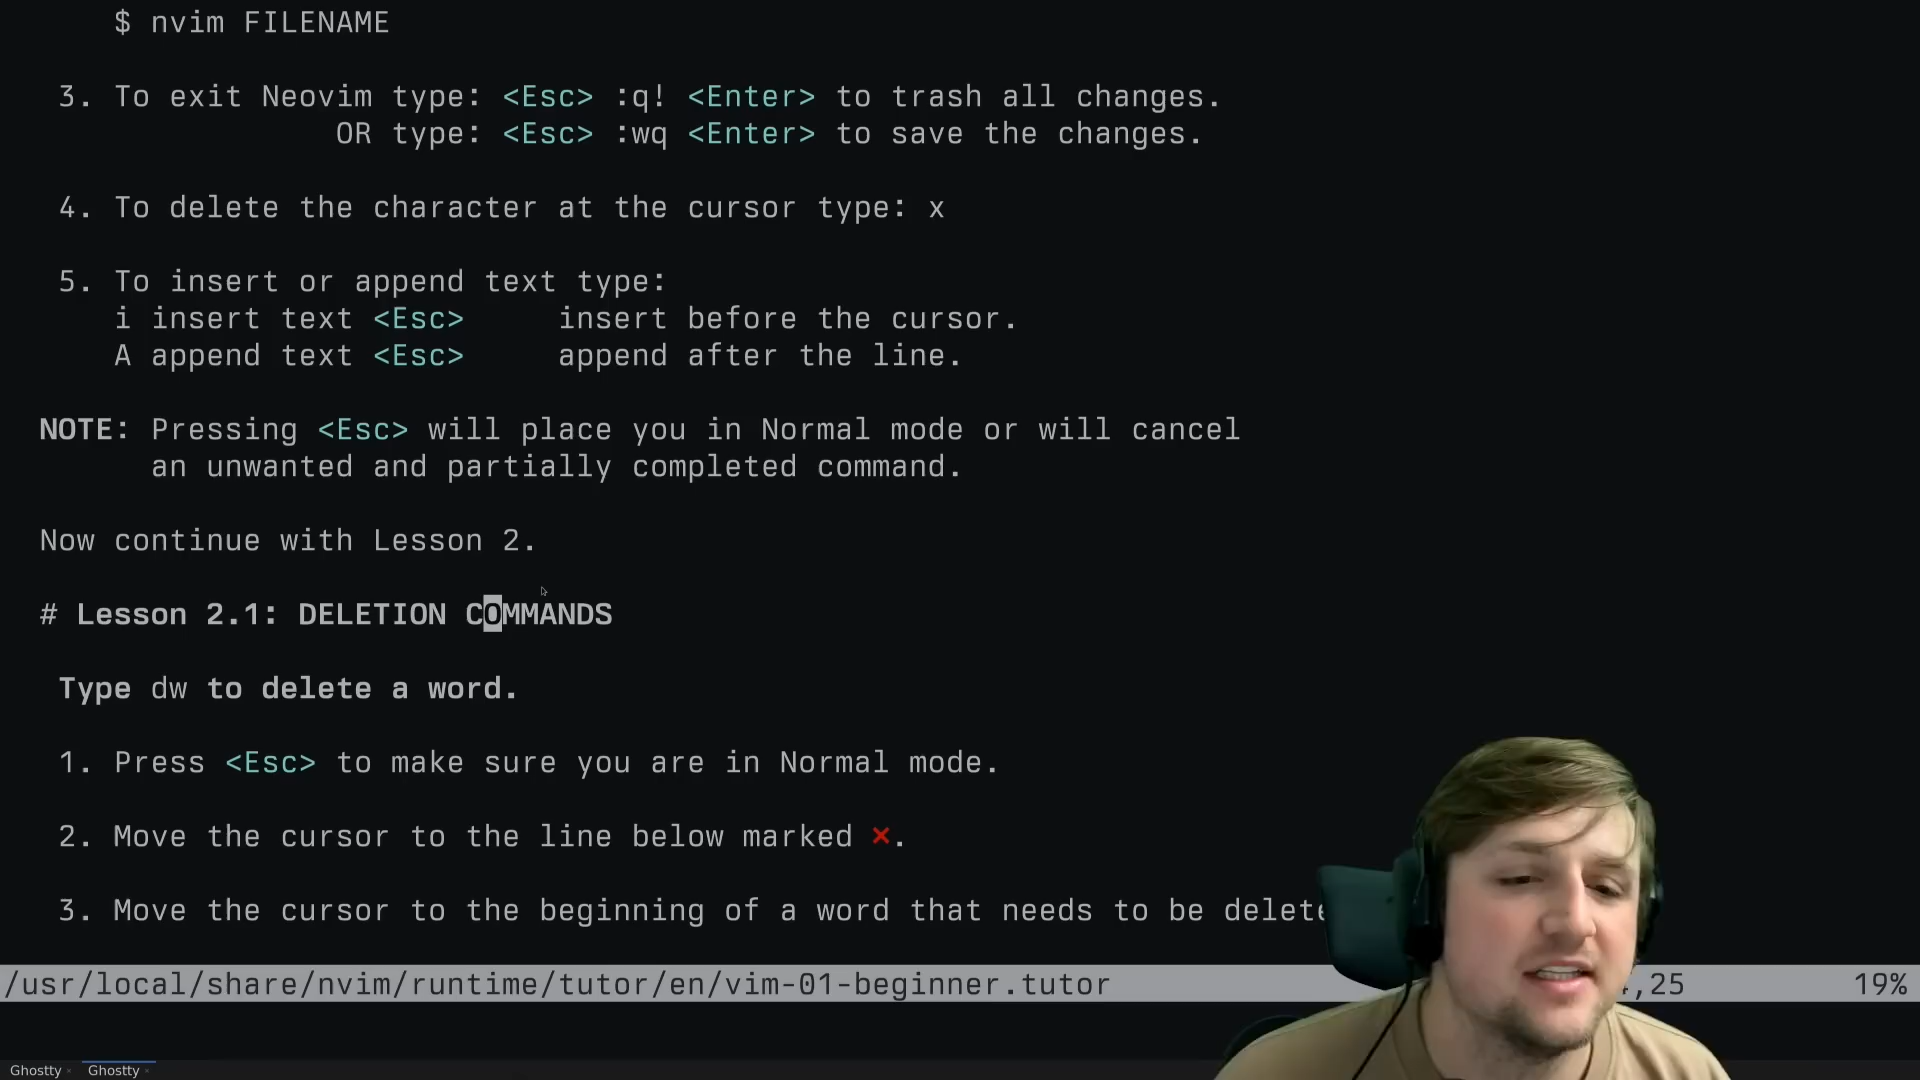 $ nvim FILENAME
3. To exit Neovim type: <Esc> :q! <Enter> to trash all changes.
OR type: <Esc> :wq <Enter> to save the changes.
4. To delete the character at the cursor type: x
5. To insert or append text type:
i insert text <Esc> insert before the cursor.
A append text <Esc> append after the line.
NOTE: Pressing <Esc> will place you in Normal mode or will cancel
an unwanted and partially completed command.
Now continue with Lesson 2.
# Lesson 2.1: DELETION COMMANDS
Type dw to delete a word.
1. Press <Esc> to make sure you are in Normal mode.
2. Move the cursor to the line below marked ✗.
3. Move the cursor to the beginning of a word that needs to be
/usr/local/share/nvim/runtime/tutor/en/vim-01-beginner.tutor ,25 19%
Ghostty Ghostty